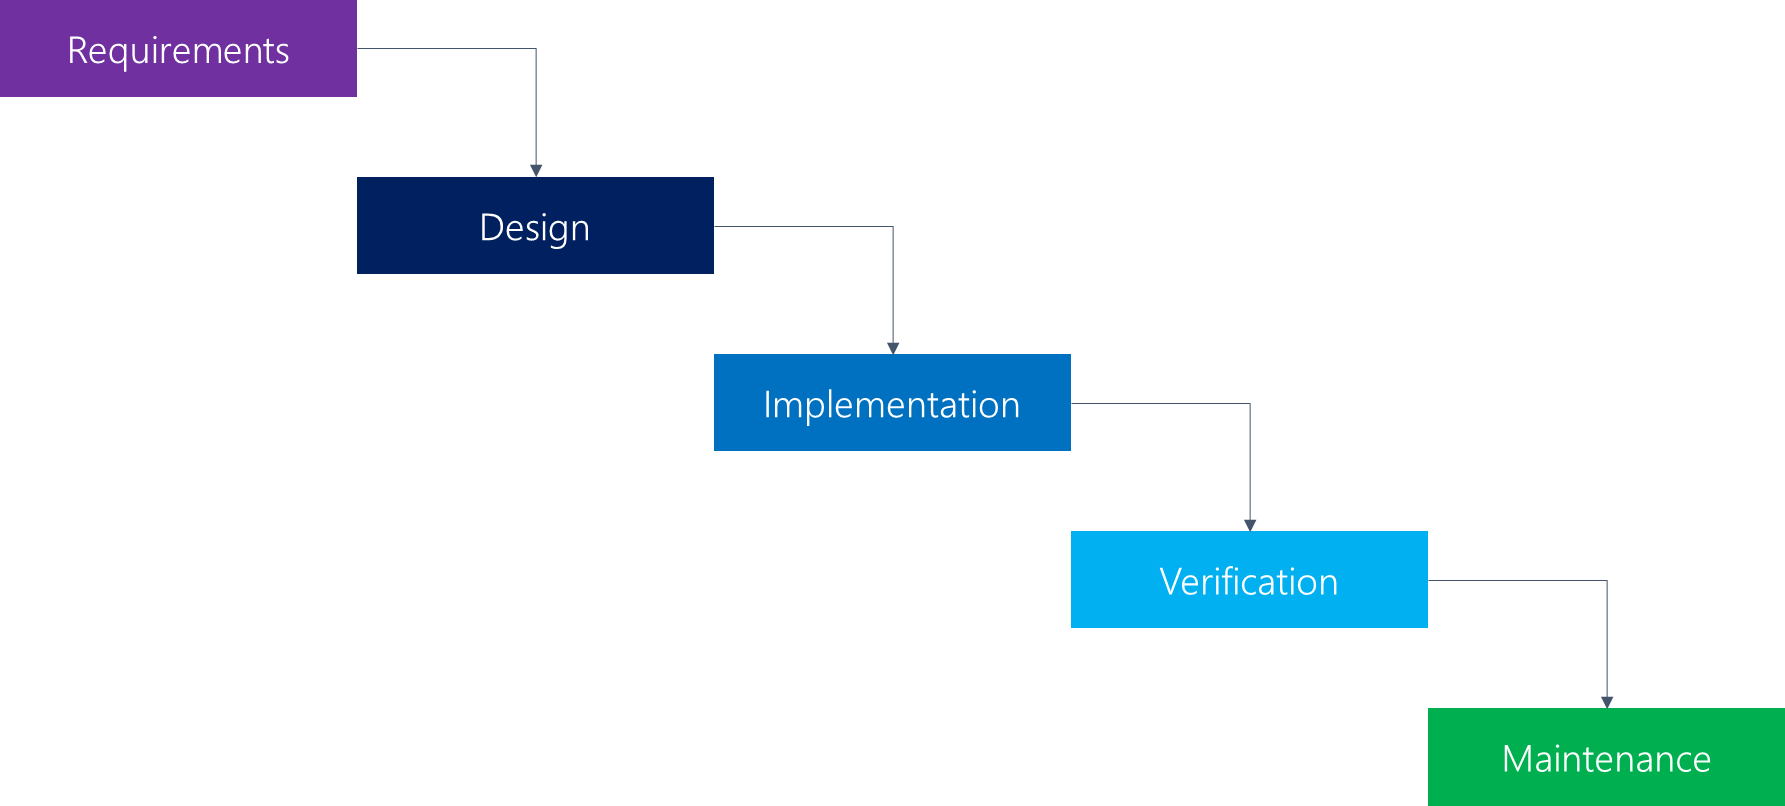 Requirements
Design
Implementation
Verification
Maintenance